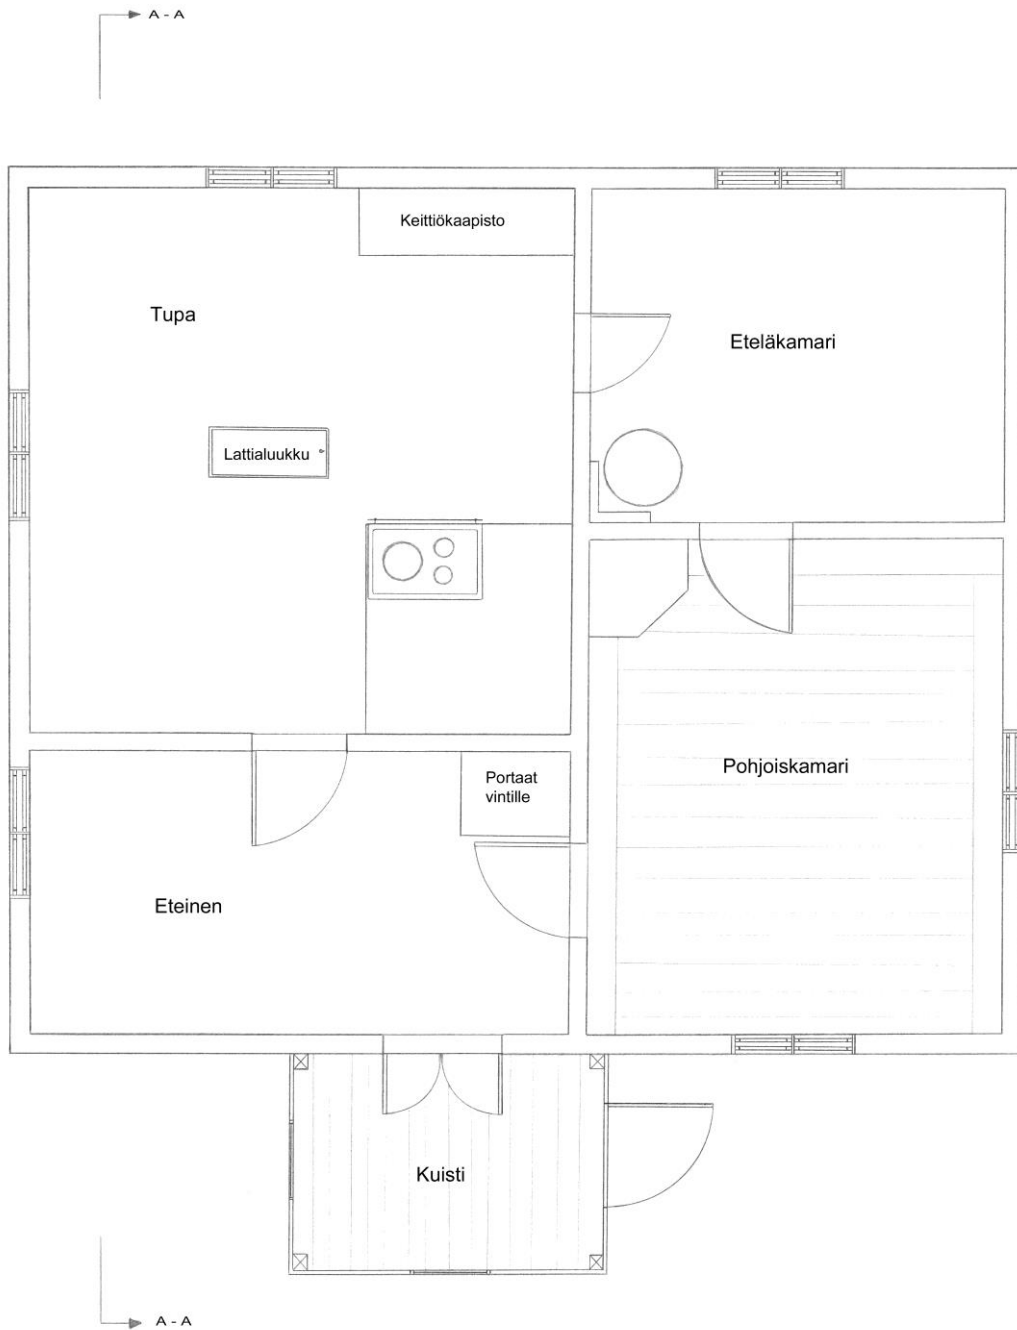 A - A
Keittiökaapisto
Tupa
Eteläkamari
Lattialuukku
Pohjoiskamari
Portaat
vintille
Eteinen
Kuisti
A - A